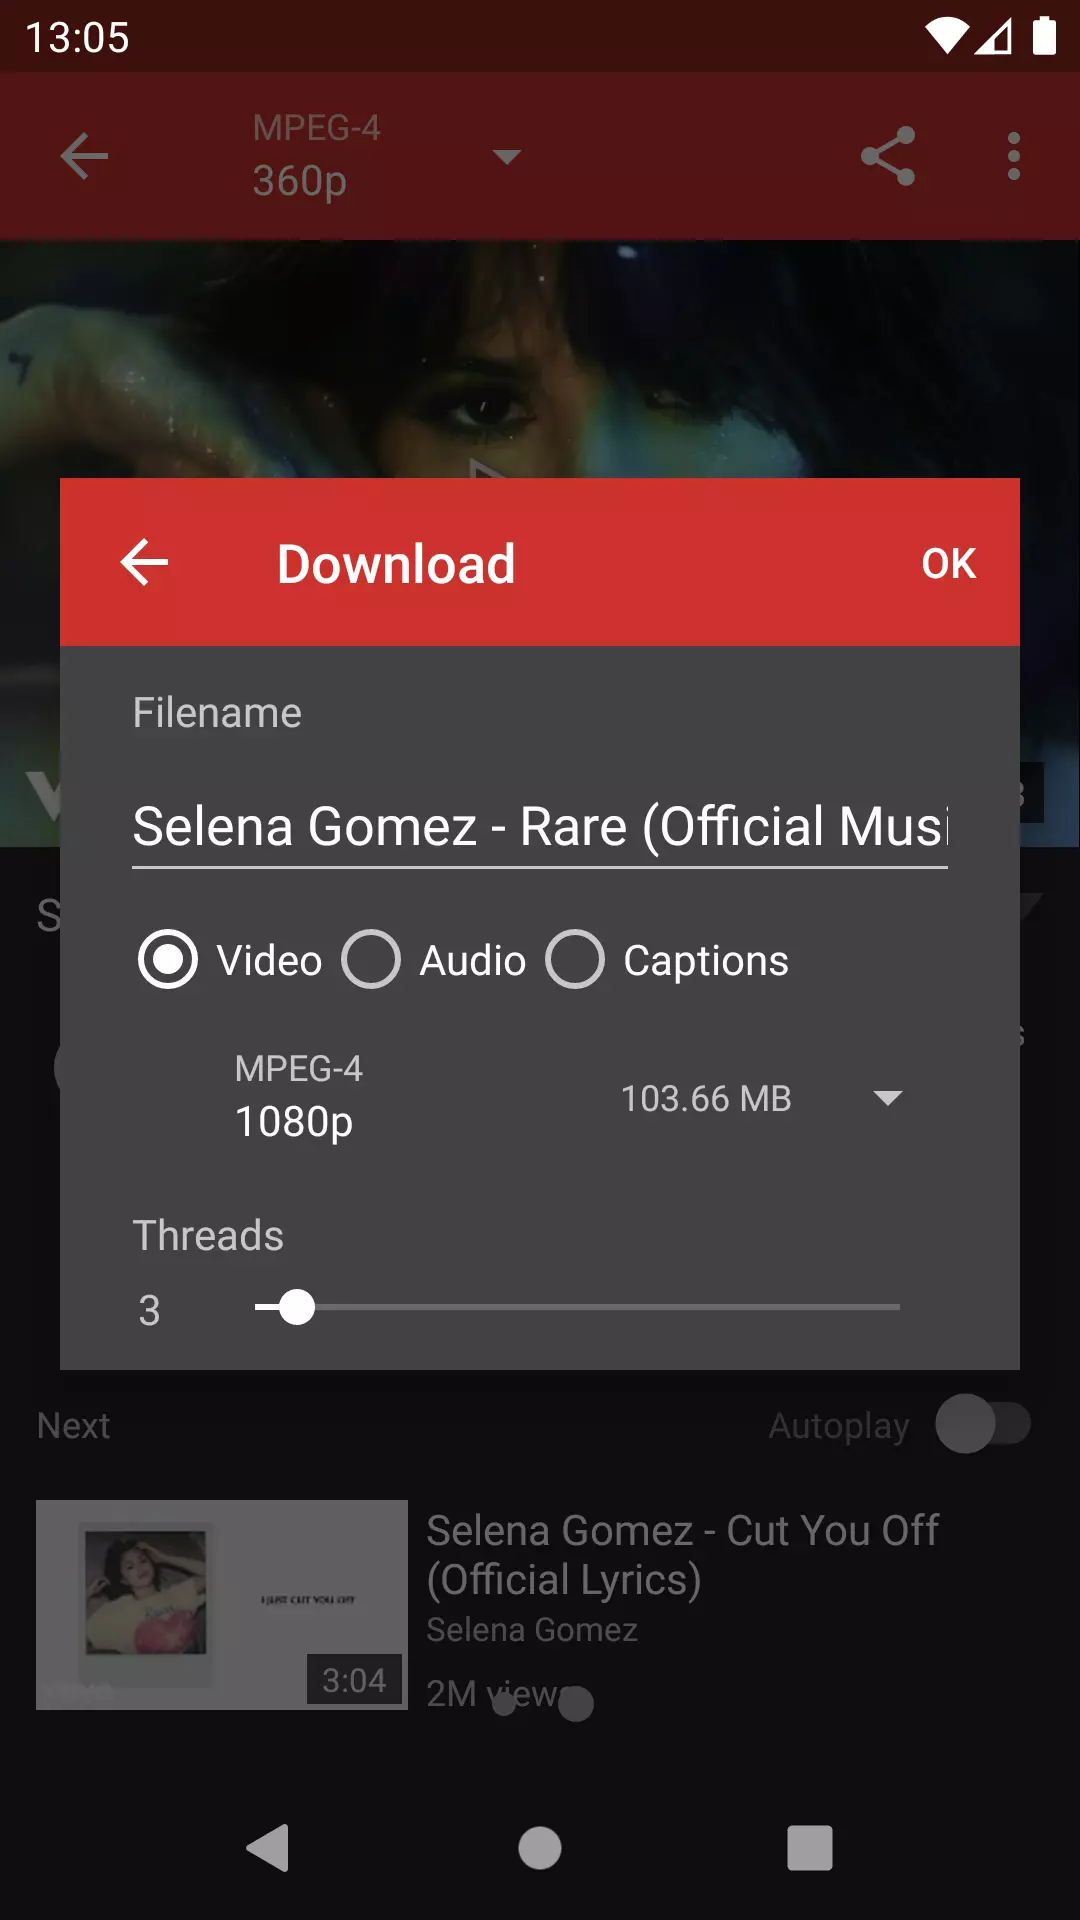 13:05
MPEG-4
360p
Download
OK
Filename
Selena Gomez - Rare (Official Musi
Video
Audio
Captions
MPEG-4
1080p
103.66 MB
Threads
3
Next
Autoplay
Selena Gomez - Cut You Off
(Official Lyrics)
Selena Gomez
2M views
I JUST CUT YOU OFF
3:04